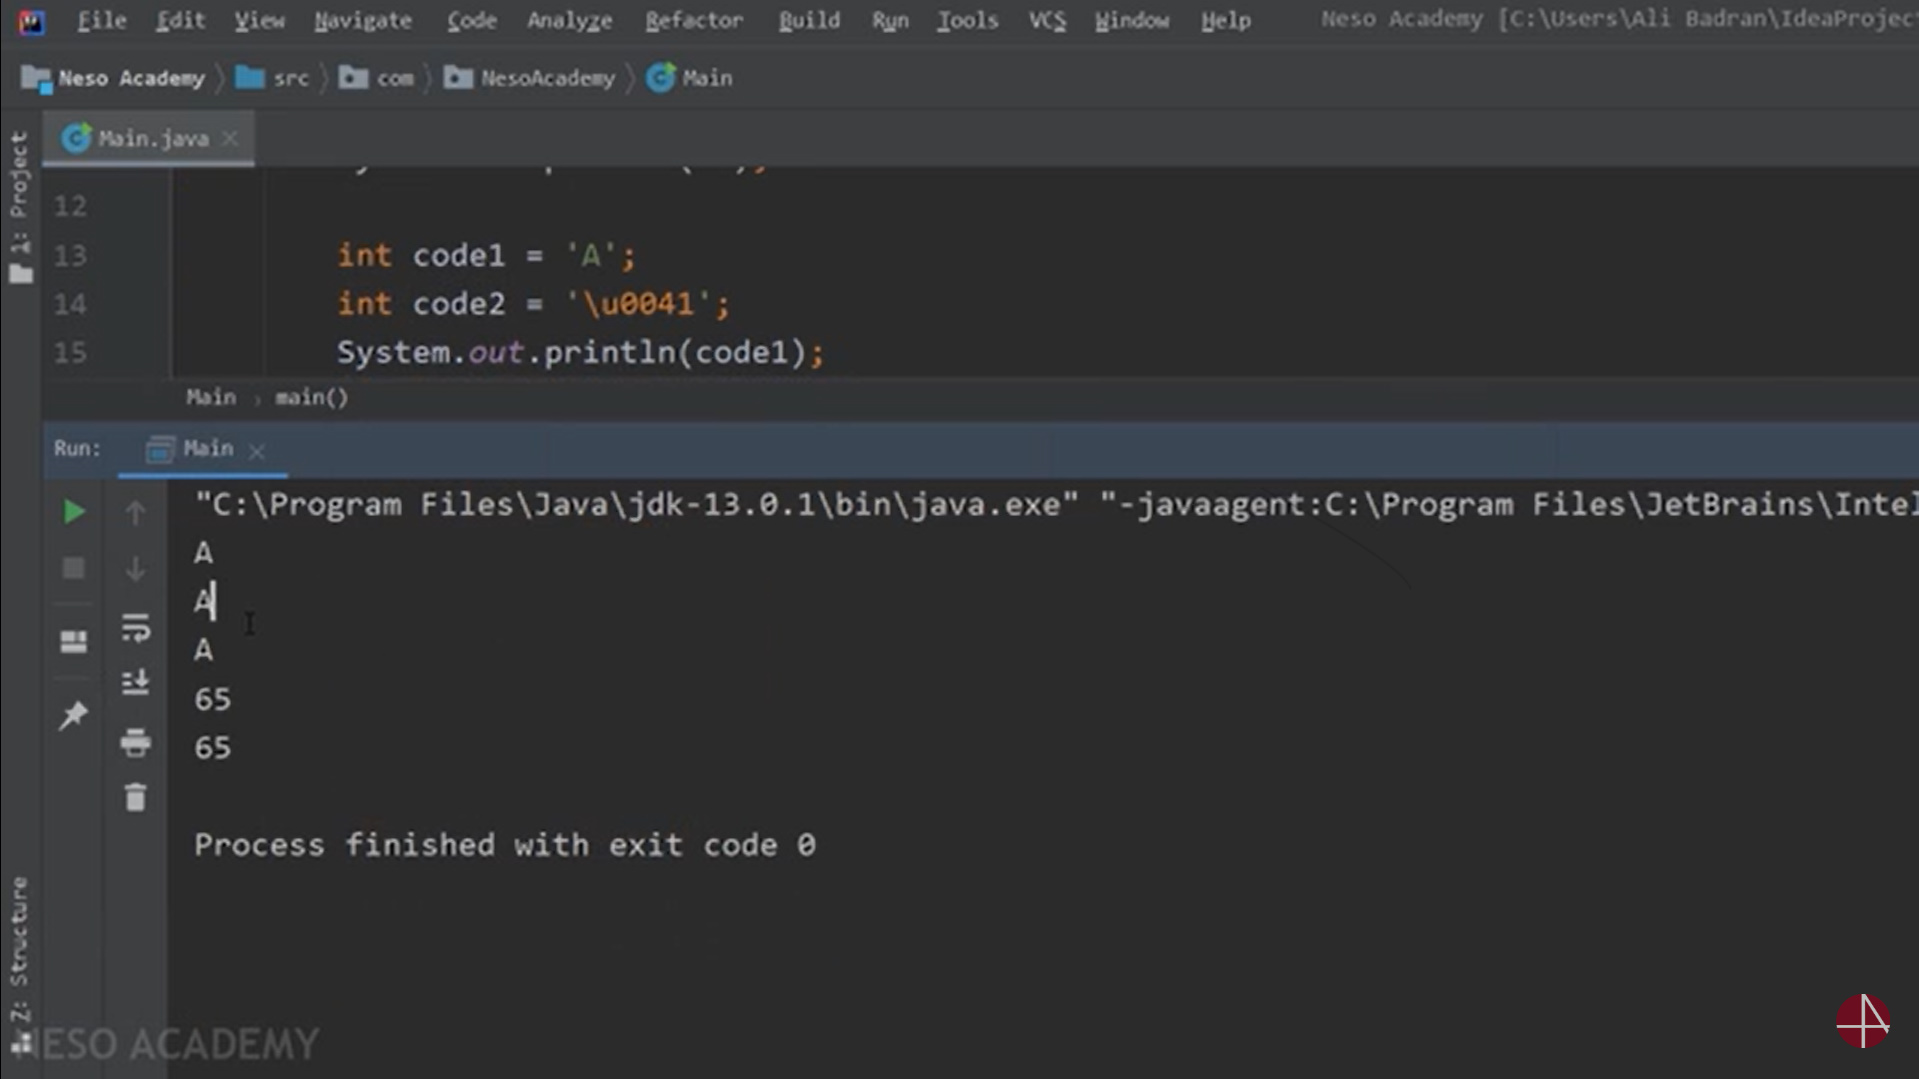 File Edit View Navigate Code Analyze Refactor Build Run Tools VCS Window Help Neso Academy [C:\Users\Ali Badran\IdeaProjec
Neso Academy src com NesoAcademy Main
1: Project
Main.java
12
13 int code1 = 'A';
14 int code2 = '\u0041';
15 System.out.println(code1);
Main › main()
Run: Main
"C:\Program Files\Java\jdk-13.0.1\bin\java.exe" "-javaagent:C:\Program Files\JetBrains\Intel
A
A
A
65
65
Process finished with exit code 0
Z: Structure
NESO ACADEMY